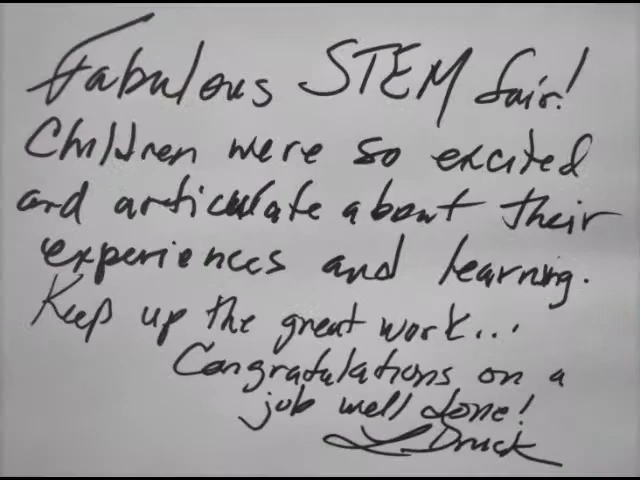 Fabulous STEM fair!
Children were so excited
and articulate about their
experiences and learning.
Keep up the great work...
Congratulations on a
job well done!
L Druck